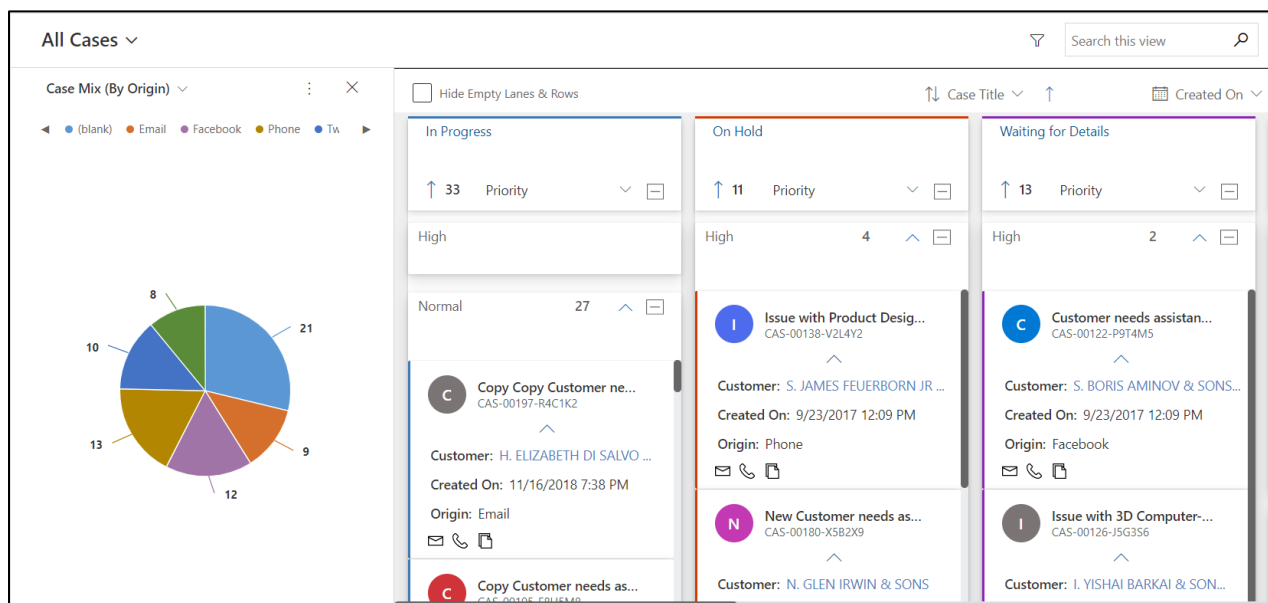 All Cases
Search this view
Case Mix (By Origin)
(blank) Email Facebook Phone Tw
8
21
10
13
9
12
Hide Empty Lanes & Rows
Case Title
Created On
In Progress
33 Priority
High
Normal 27
C
Copy Copy Customer ne...
CAS-00197-R4C1K2
Customer: H. ELIZABETH DI SALVO ...
Created On: 11/16/2018 7:38 PM
Origin: Email
C
Copy Customer needs as...
CAS-00195-F8H5M8
On Hold
11 Priority
High 4
I
Issue with Product Desig...
CAS-00138-V2L4Y2
Customer: S. JAMES FEUERBORN JR ...
Created On: 9/23/2017 12:09 PM
Origin: Phone
N
New Customer needs as...
CAS-00180-X5B2X9
Customer: N. GLEN IRWIN & SONS
Waiting for Details
13 Priority
High 2
C
Customer needs assistan...
CAS-00122-P9T4M5
Customer: S. BORIS AMINOV & SONS...
Created On: 9/23/2017 12:09 PM
Origin: Facebook
I
Issue with 3D Computer-...
CAS-00126-J5G3S6
Customer: I. YISHAI BARKAI & SON...